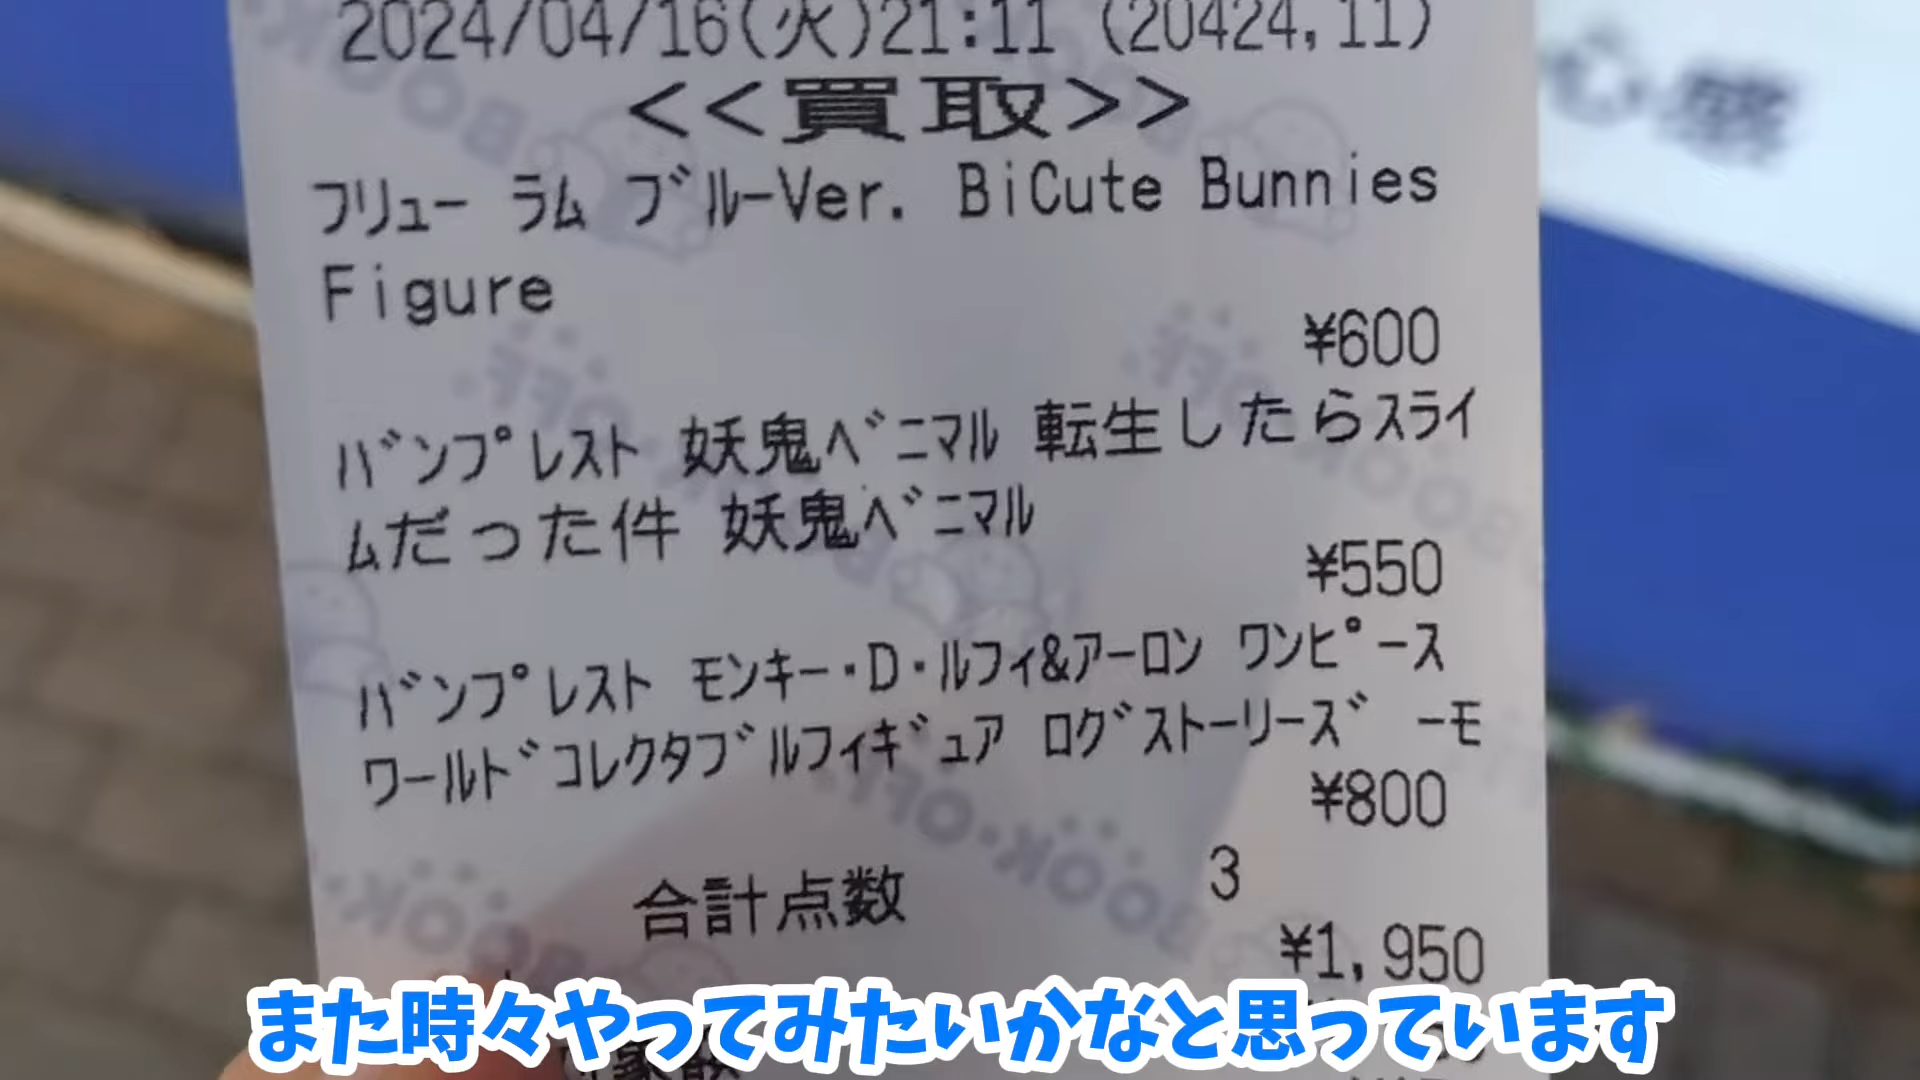 2024/04/16(火)21:11 (20424,11)
<<買取>>
フリュー ラム ブルーVer. BiCute Bunnies
Figure
¥600
バンプレスト 妖鬼ベニマル 転生したらスライ
ムだった件 妖鬼ベニマル
¥550
バンプレスト モンキー・D・ルフィ&アーロン ワンピース
ワールドコレクタブルフィギュア ログストーリーズ ーモ
¥800
合計点数 3
¥1,950
また時々やってみたいかなと思っています